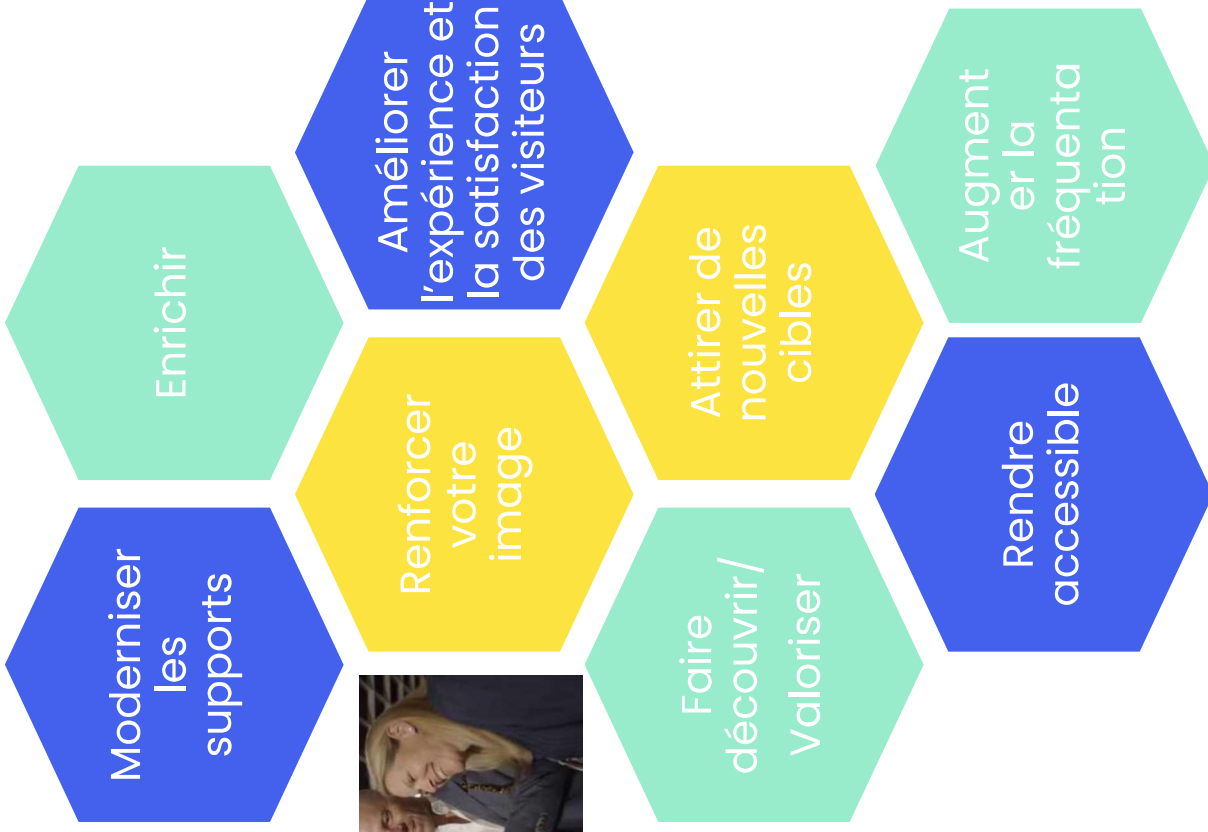 Moderniser
les
supports
Enrichir
Renforcer
votre
image
Améliorer
l'expérience et
la satisfaction
des visiteurs
Faire
découvrir/
Valoriser
Attirer de
nouvelles
cibles
Rendre
accessible
Augment
er la
fréquenta
tion